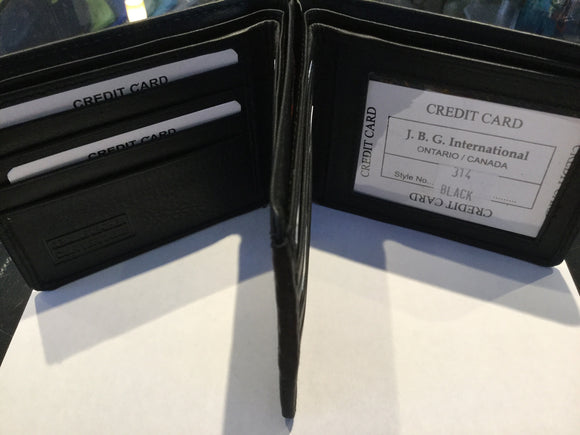 CREDIT CARD
CREDIT CARD
CREDIT CARD
CREDIT CARD
J. B. G. International
ONTARIO / CANADA
Style No. 314
BLACK
CREDIT CARD